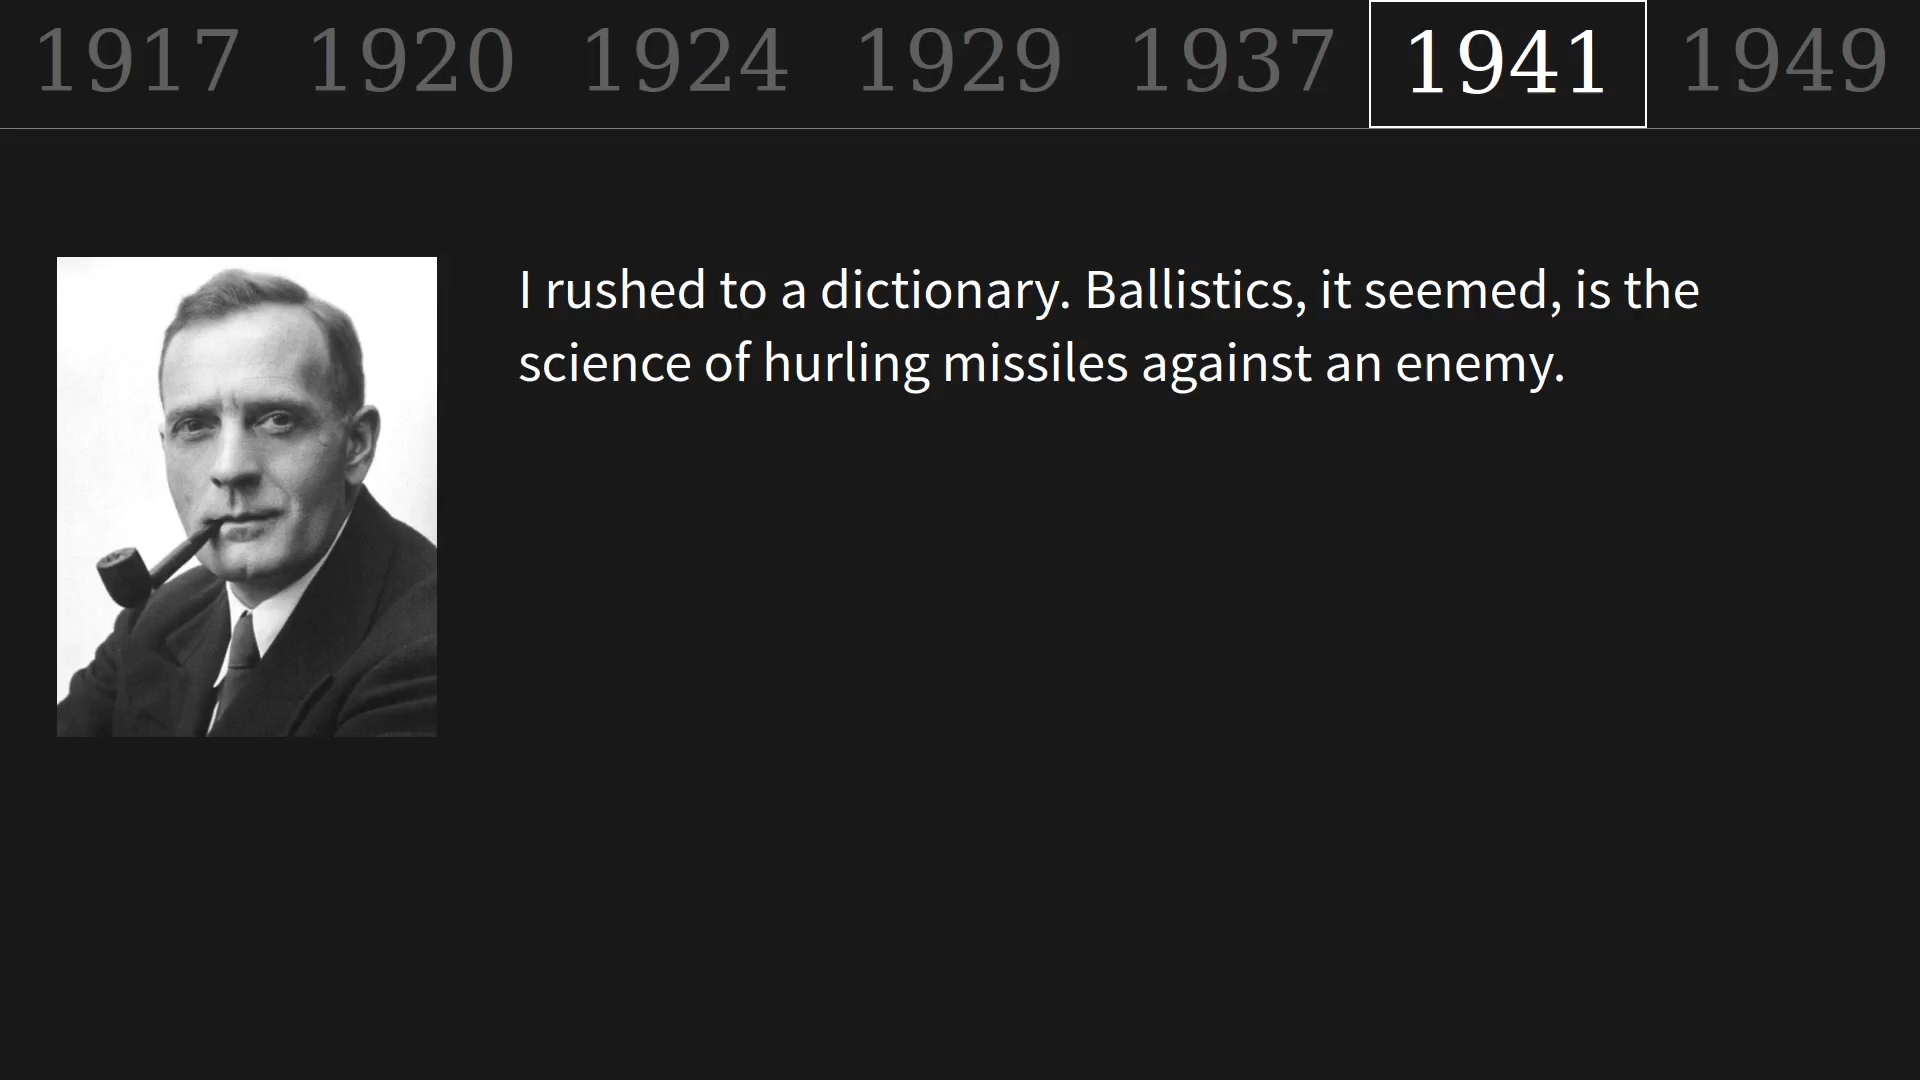 1917 1920 1924 1929 1937 1941 1949
I rushed to a dictionary. Ballistics, it seemed, is the
science of hurling missiles against an enemy.